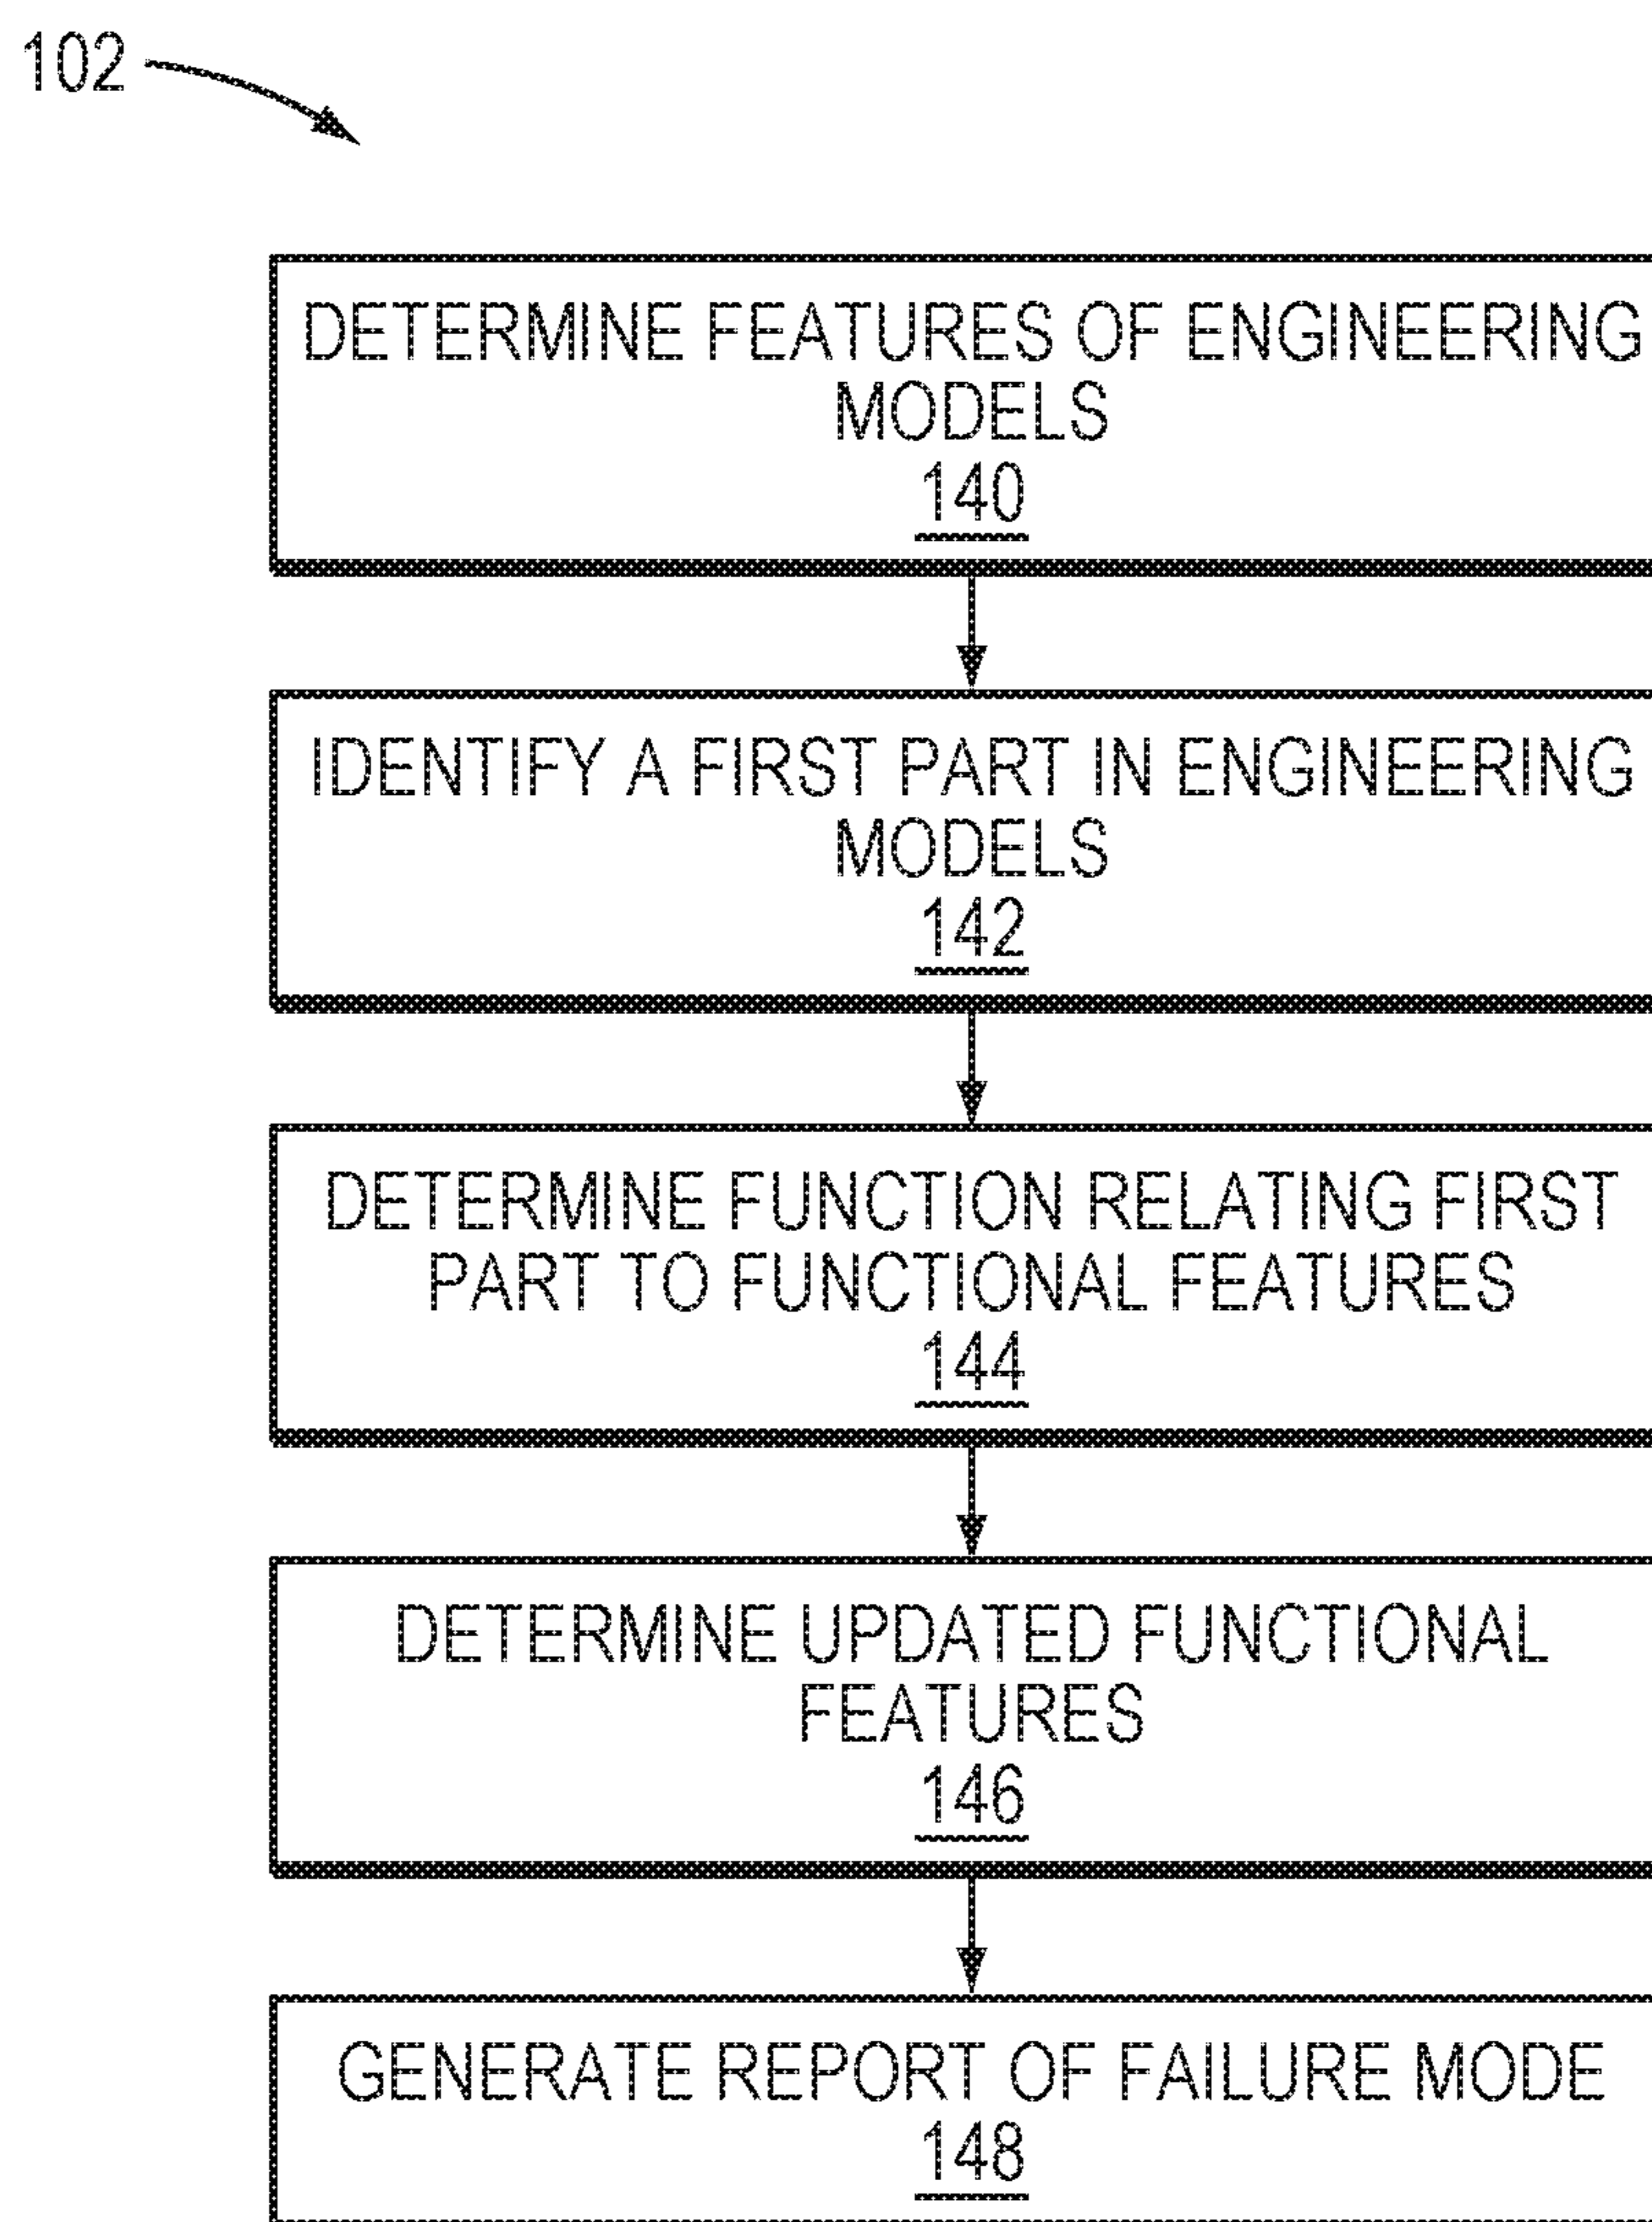 102
DETERMINE FEATURES OF ENGINEERING
MODELS
140
IDENTIFY A FIRST PART IN ENGINEERING
MODELS
142
DETERMINE FUNCTION RELATING FIRST
PART TO FUNCTIONAL FEATURES
144
DETERMINE UPDATED FUNCTIONAL
FEATURES
146
GENERATE REPORT OF FAILURE MODE
148